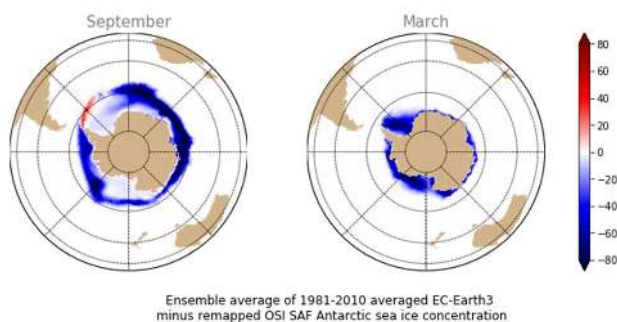 September
March
80
60
40
20
0
−20
−40
−60
−80
Ensemble average of 1981-2010 averaged EC-Earth3
minus remapped OSI SAF Antarctic sea ice concentration